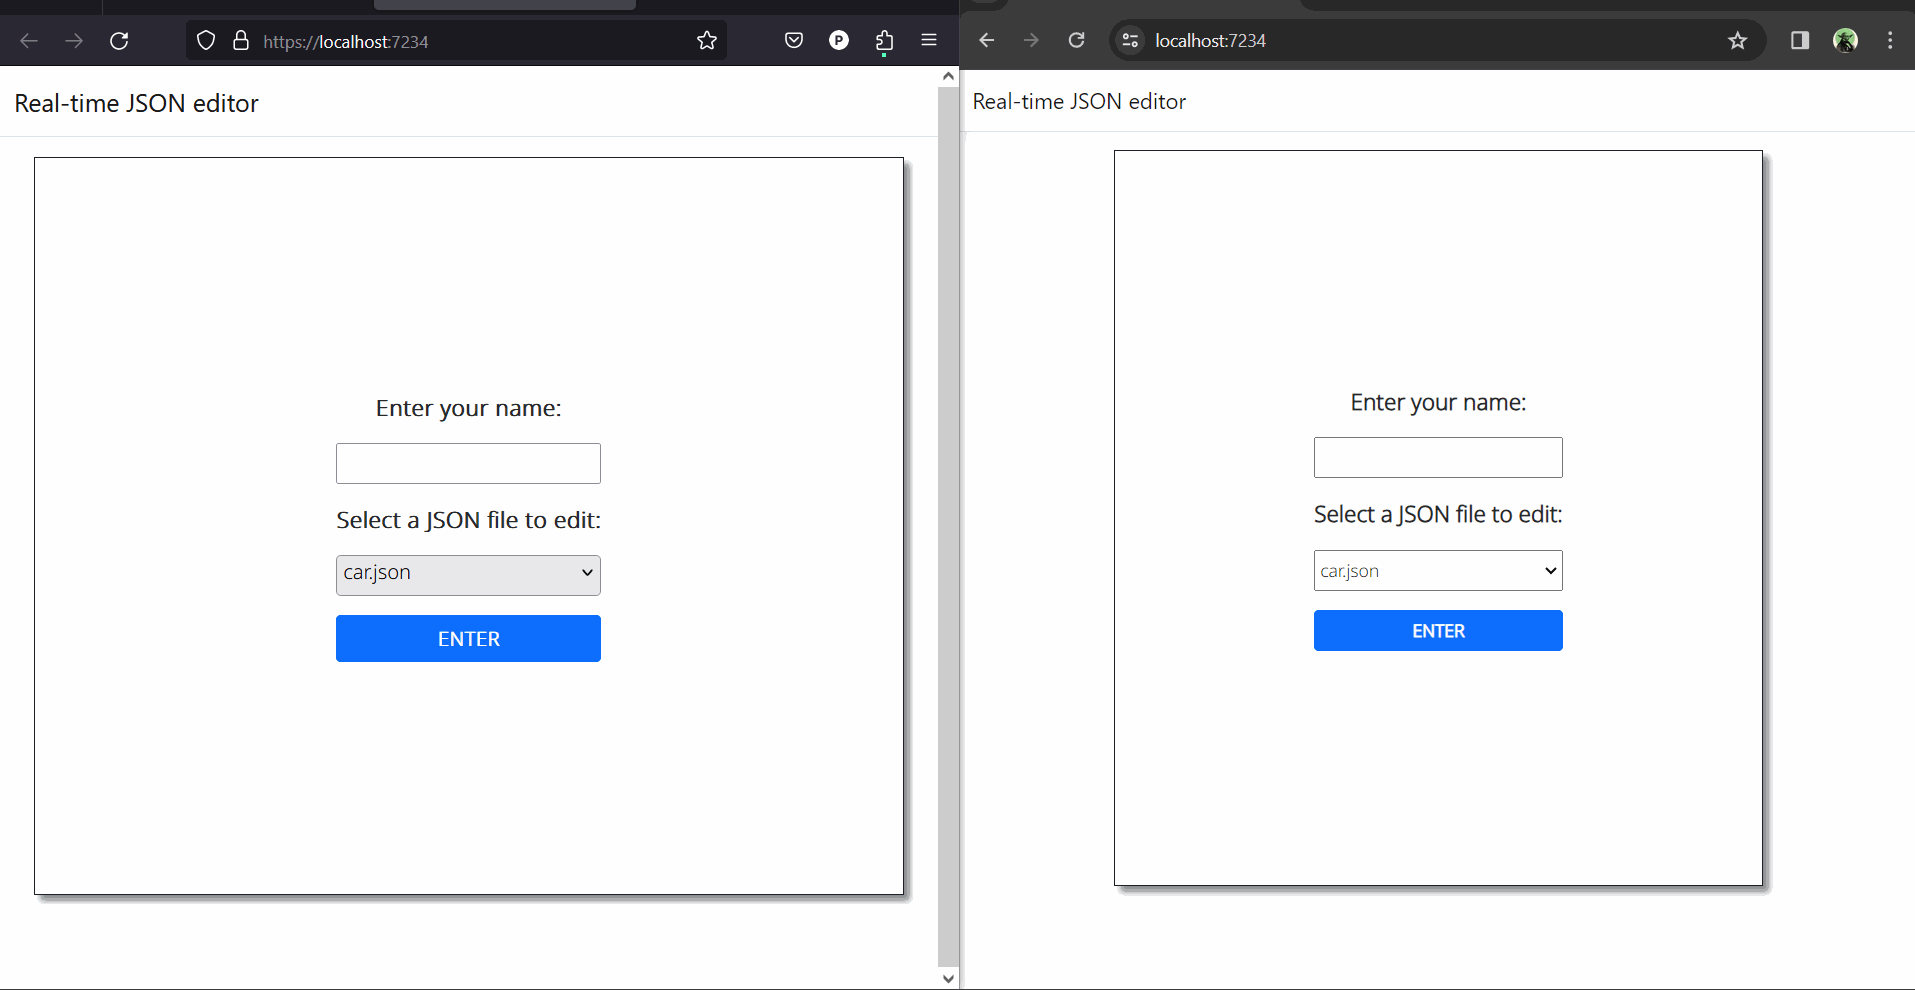 https://localhost:7234
P
Real-time JSON editor
Enter your name:
Select a JSON file to edit:
car.json
ENTER
localhost:7234
Real-time JSON editor
Enter your name:
Select a JSON file to edit:
car.json
ENTER